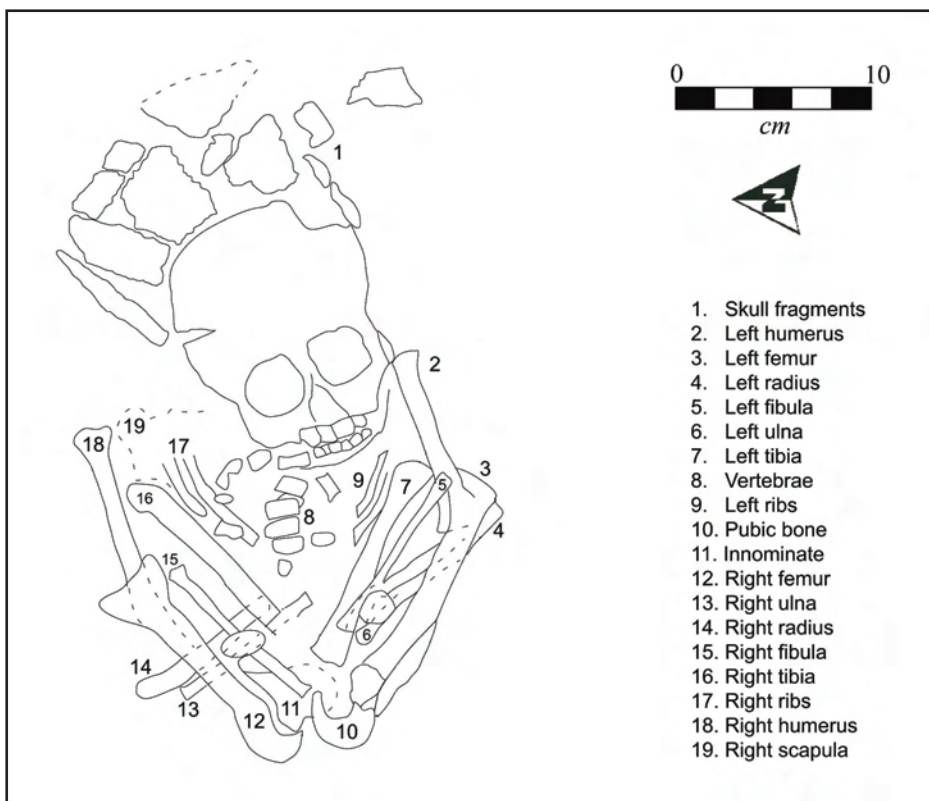 0 10
cm
N
1. Skull fragments
2. Left humerus
3. Left femur
4. Left radius
5. Left fibula
6. Left ulna
7. Left tibia
8. Vertebrae
9. Left ribs
10. Pubic bone
11. Innominate
12. Right femur
13. Right ulna
14. Right radius
15. Right fibula
16. Right tibia
17. Right ribs
18. Right humerus
19. Right scapula
1
2
19
18
17
16
9
7
5
3
4
8
15
6
14
13
12
11
10